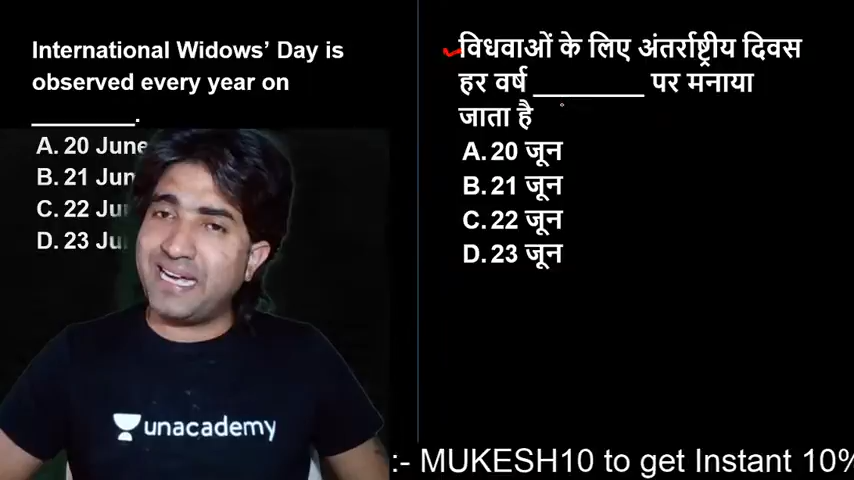 International Widows’ Day is
observed every year on
________.
A. 20 June
B. 21 Jun
C. 22 Ju
D. 23 Ju
विधवाओं के लिए अंतर्राष्ट्रीय दिवस
हर वर्ष ________ पर मनाया
जाता है
A. 20 जून
B. 21 जून
C. 22 जून
D. 23 जून
unacademy
:- MUKESH10 to get Instant 10%